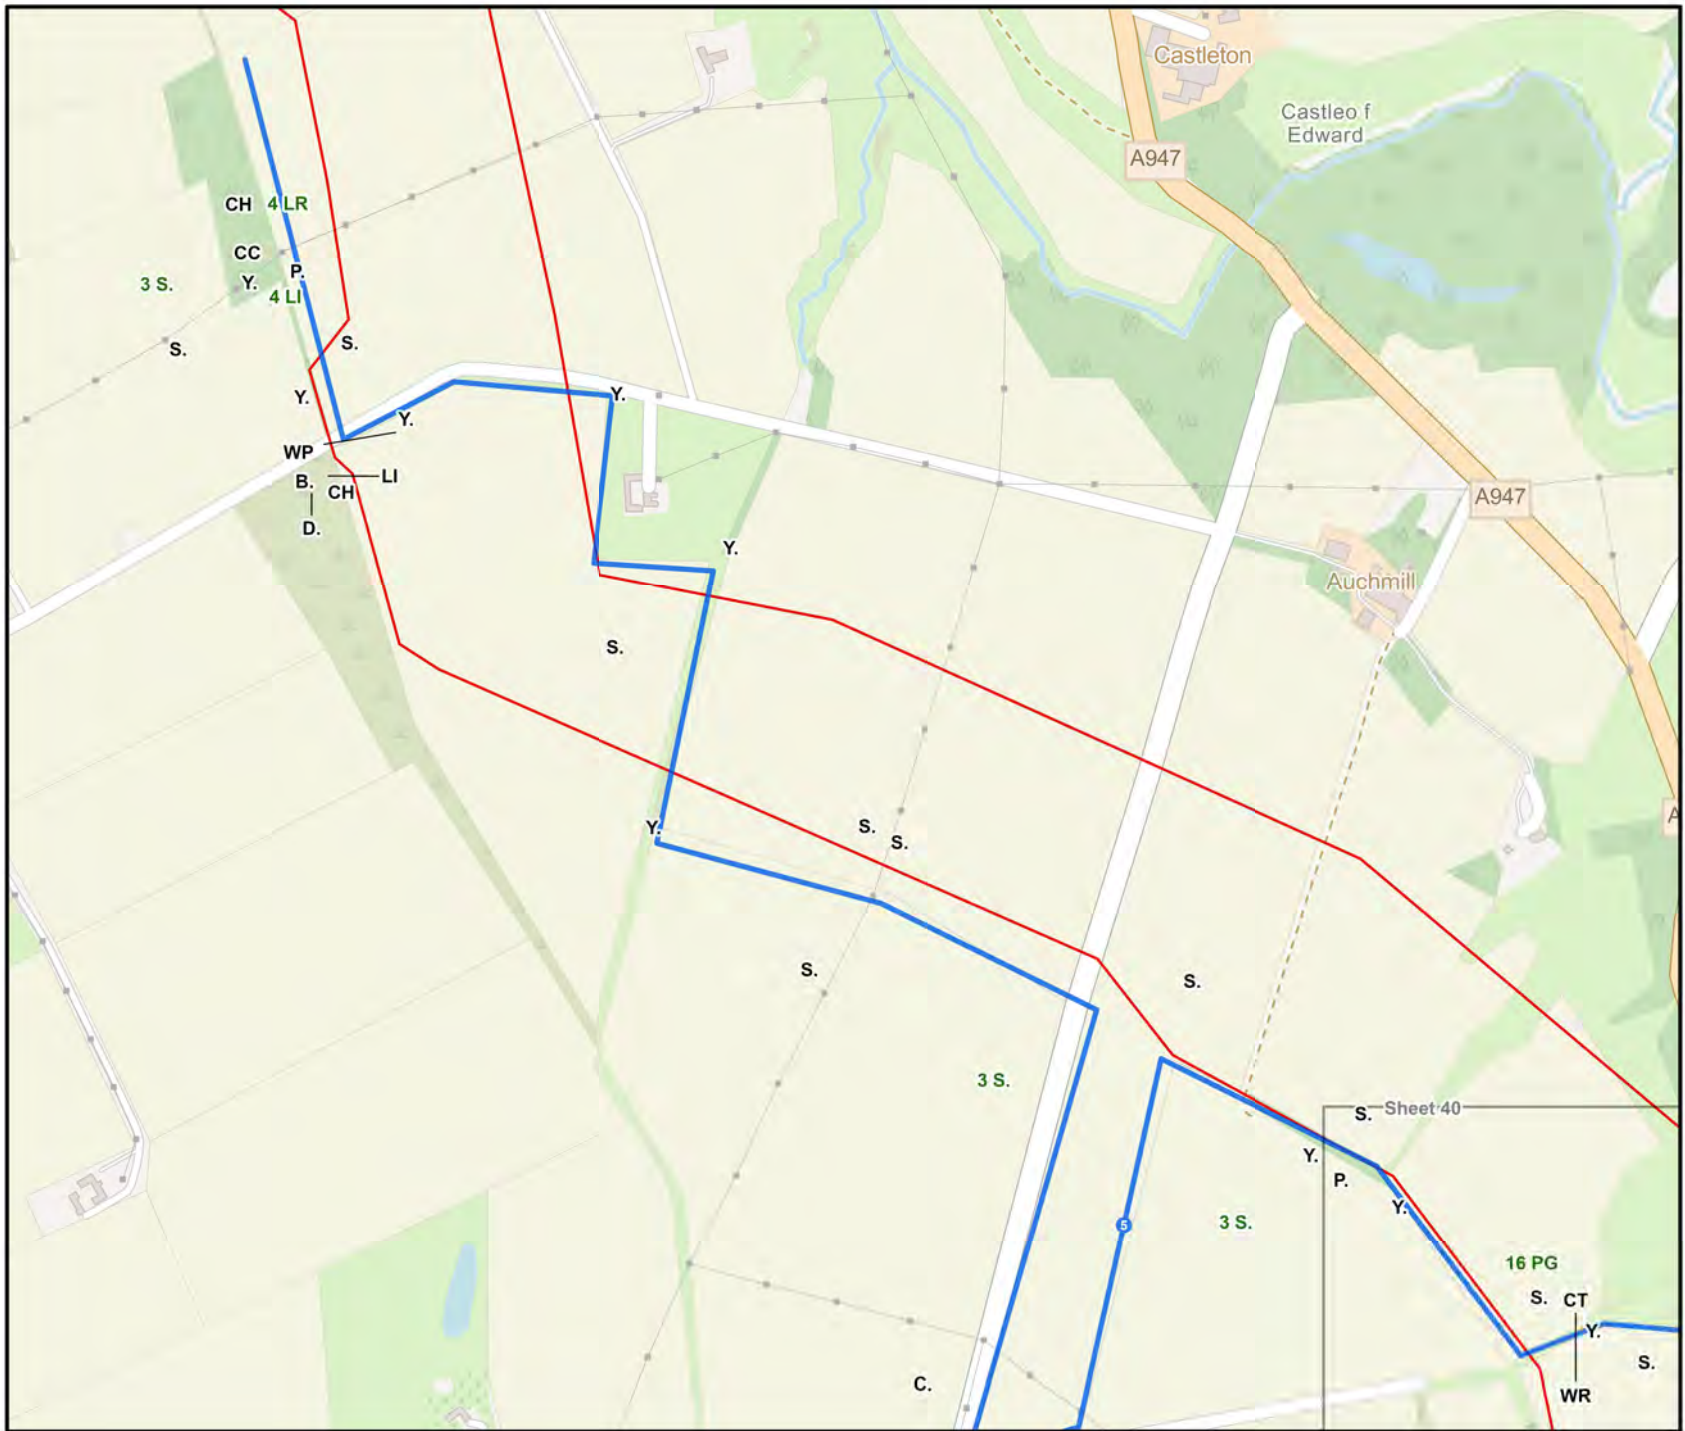 Castleton
Castleo f
Edward
A947
CH 4 LR
CC
P.
Y.
3 S.
4 LI
S.
S.
Y.
Y.
Y.
WP
B.
LI
CH
D.
A947
Y.
Auchmill
S.
Y.
S.
S.
A
S.
S.
3 S.
S.
Sheet 40
Y.
P.
Y.
5
3 S.
16 PG
S.
CT
Y.
S.
C.
WR